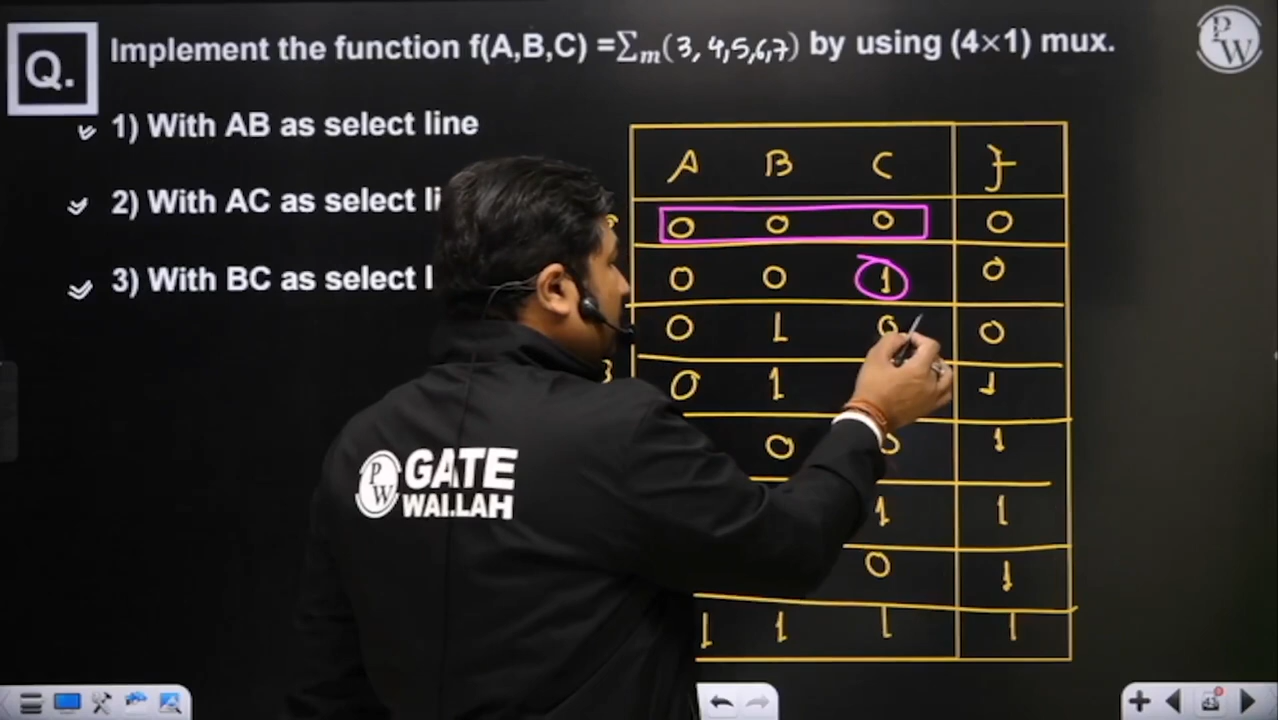 Q.
Implement the function f(A,B,C) =∑m(3, 4,5,6,7) by using (4×1) mux.
1) With AB as select line
2) With AC as select li
3) With BC as select l
A B C f
0 0 0 0
0 0 1 0
0 1 0 0
3 0 1 1
0 0 1
1 1
0 1
1 1 1 1
PW
GATE
WALLAH
PW